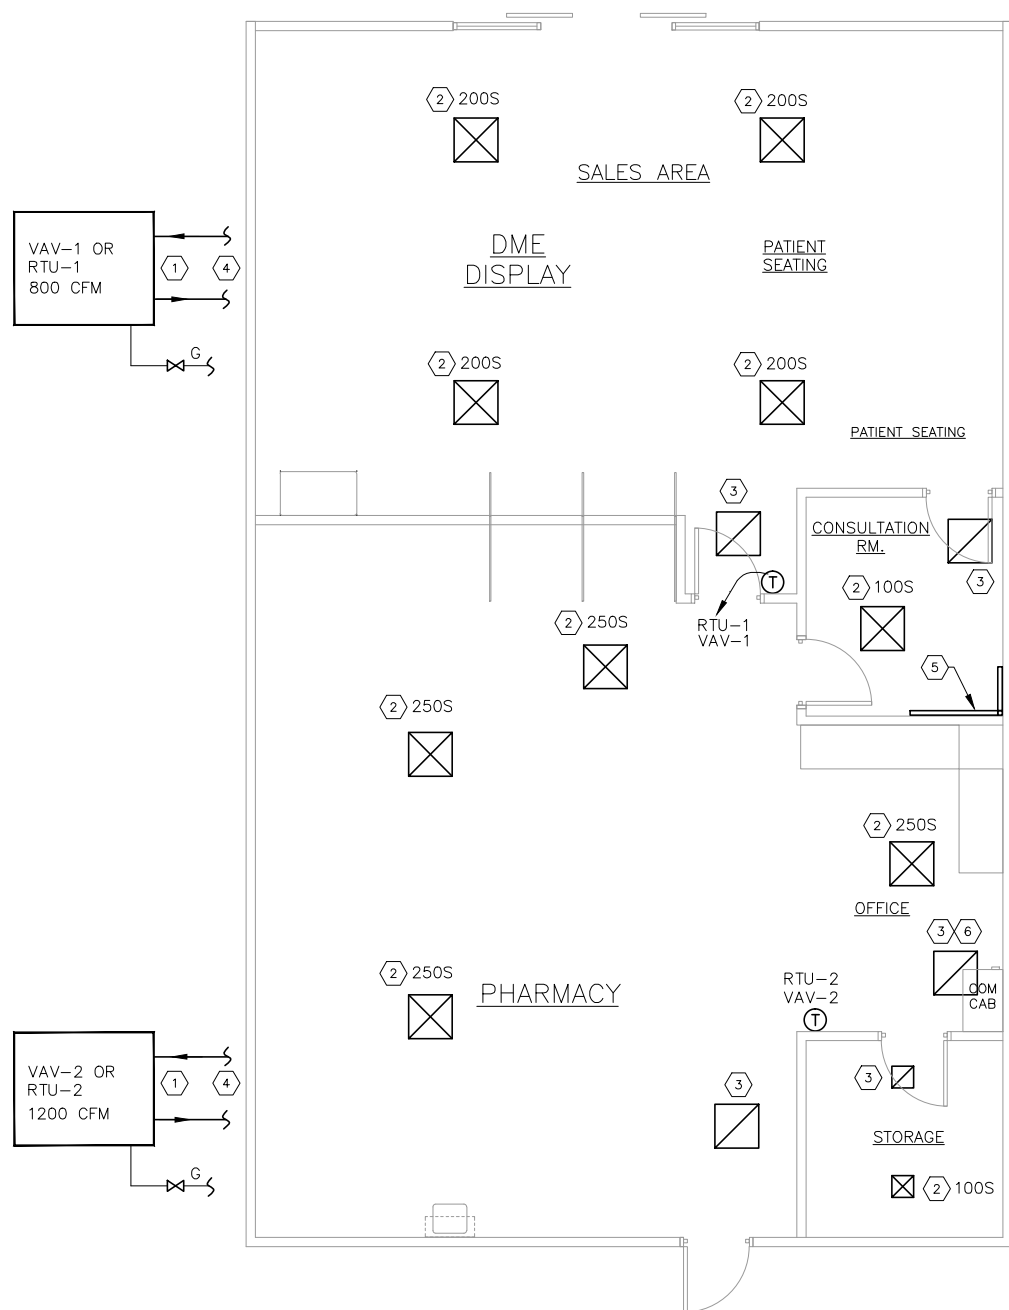 2 200S
2 200S
SALES AREA
VAV-1 OR
RTU-1
800 CFM
1
4
G
DME
DISPLAY
PATIENT
SEATING
2 200S
2 200S
PATIENT SEATING
3
CONSULTATION
RM.
3
T
2 100S
RTU-1
VAV-1
2 250S
5
2 250S
2 250S
OFFICE
3 6
2 250S
PHARMACY
RTU-2
VAV-2
T
COM
CAB
VAV-2 OR
RTU-2
1200 CFM
1
4
G
3
3
STORAGE
2 100S